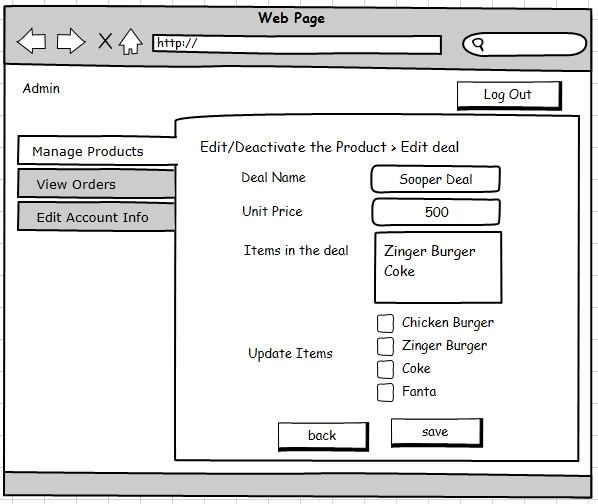 Web Page
http://
Admin
Log Out
Manage Products
View Orders
Edit Account Info
Edit/Deactivate the Product > Edit deal
Deal Name
Sooper Deal
Unit Price
500
Items in the deal
Zinger Burger
Coke
Update Items
Chicken Burger
Zinger Burger
Coke
Fanta
back
save